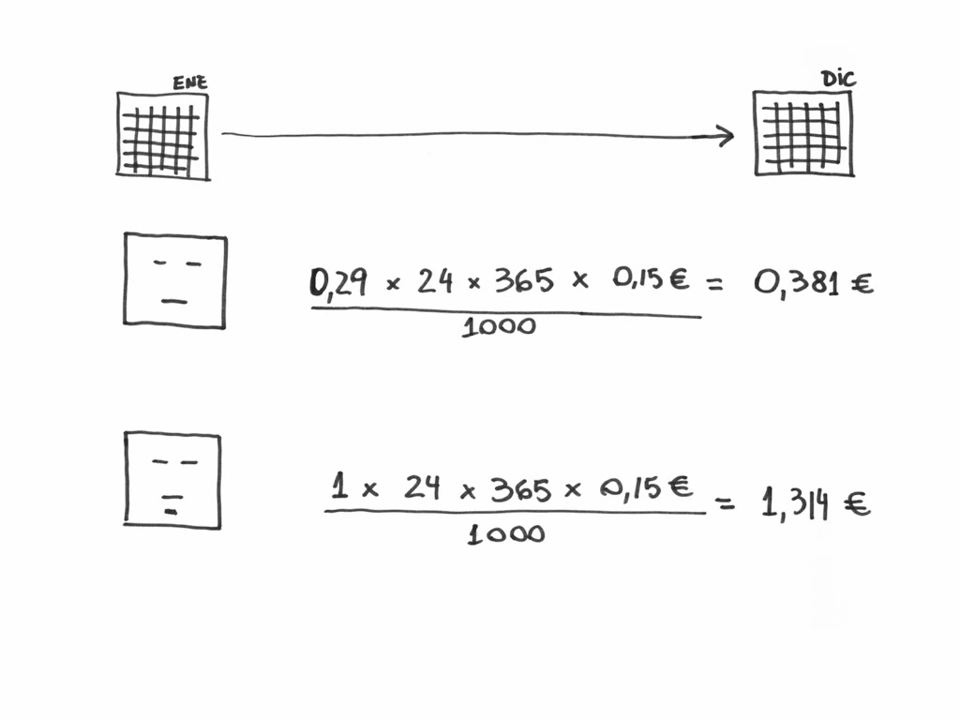 ENE
DIC
0,29 × 24 × 365 × 0,15 € = 0,381 €
1000
1 × 24 × 365 × 0,15 € = 1,314 €
1000